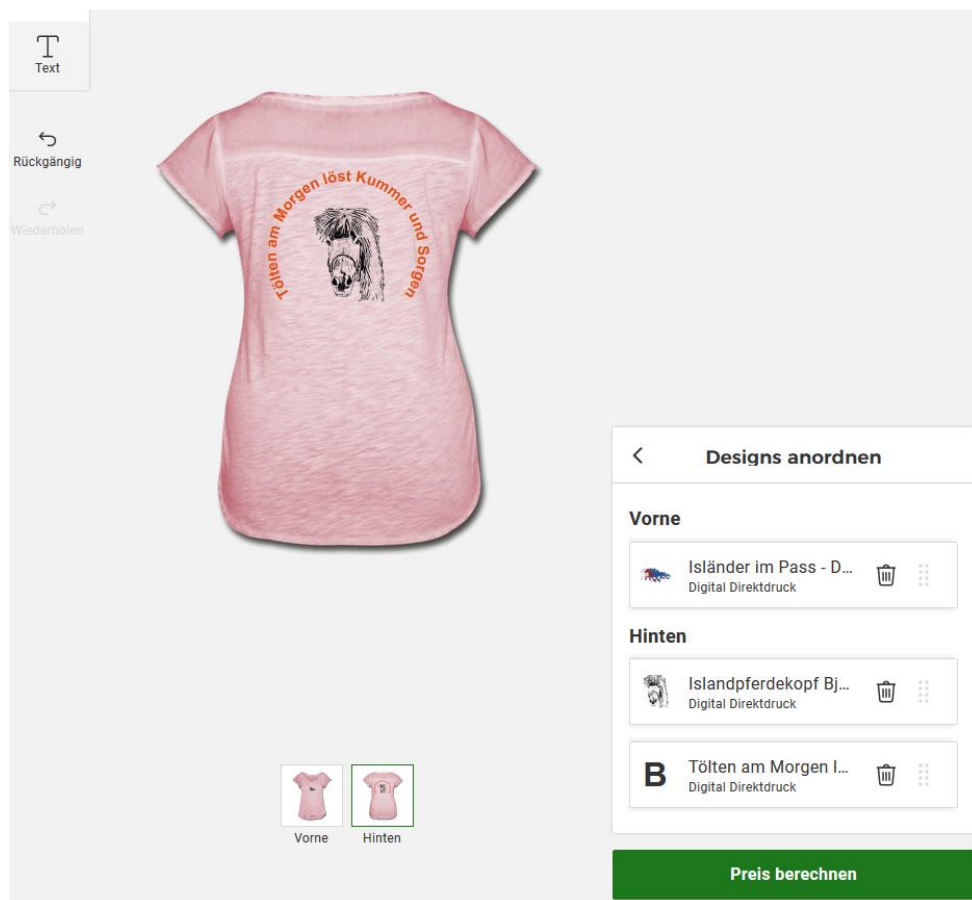 Text
Rückgängig
Wiederholen
Tölten am Morgen löst Kummer und Sorgen
Vorne
Hinten
Designs anordnen
Vorne
Isländer im Pass - D...
Digital Direktdruck
Hinten
Islandpferdekopf Bj...
Digital Direktdruck
B
Tölten am Morgen l...
Digital Direktdruck
Preis berechnen